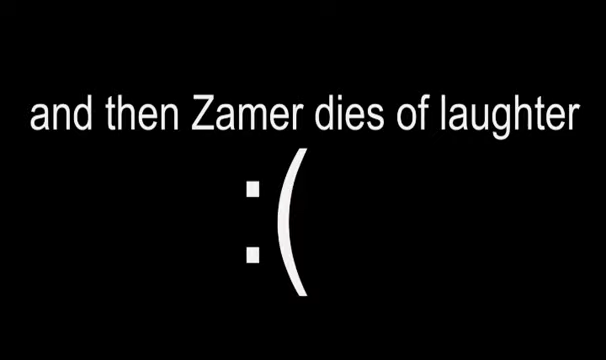 and then Zamer dies of laughter
:(